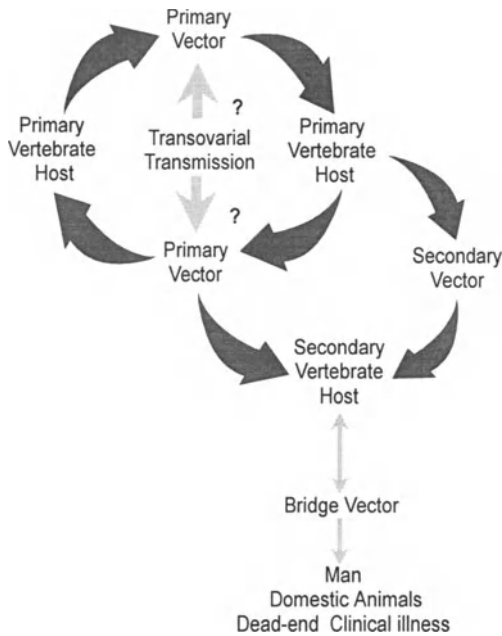 Primary
Vector
?
Primary
Vertebrate
Host
Transovarial
Transmission
Primary
Vertebrate
Host
?
Primary
Vector
Secondary
Vector
Secondary
Vertebrate
Host
Bridge Vector
Man
Domestic Animals
Dead-end Clinical illness